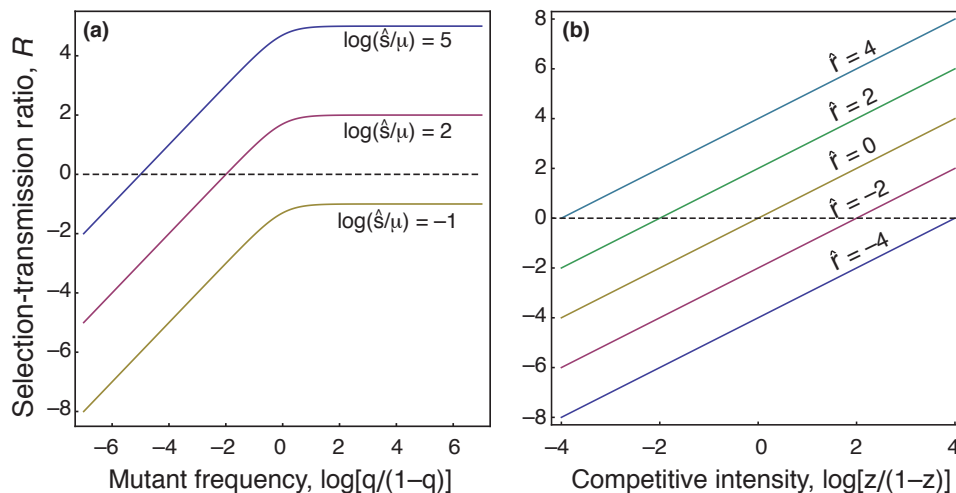 (a)
log(ŝ/μ) = 5
log(ŝ/μ) = 2
log(ŝ/μ) = –1
Selection-transmission ratio, R
4
2
0
–2
–4
–6
–8
–6 –4 –2 0 2 4 6
Mutant frequency, log[q/(1–q)]
(b)
r̂ = 4
r̂ = 2
r̂ = 0
r̂ = –2
r̂ = –4
8
6
4
2
0
–2
–4
–6
–8
–4 –2 0 2 4
Competitive intensity, log[z/(1–z)]